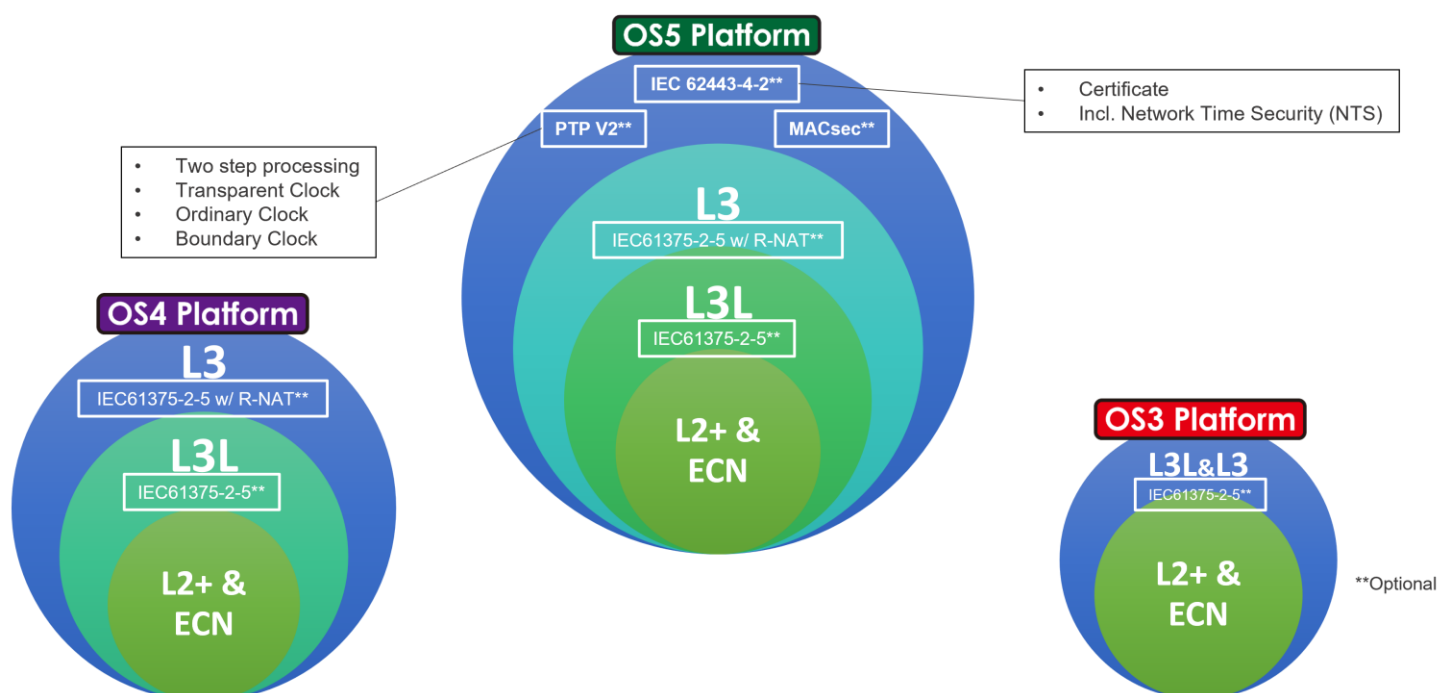 OS5 Platform
IEC 62443-4-2**
PTP V2**
MACsec**
• Certificate
• Incl. Network Time Security (NTS)
• Two step processing
• Transparent Clock
• Ordinary Clock
• Boundary Clock
L3
IEC61375-2-5 w/ R-NAT**
L3L
IEC61375-2-5**
L2+ &
ECN
OS4 Platform
L3
IEC61375-2-5 w/ R-NAT**
L3L
IEC61375-2-5**
L2+ &
ECN
OS3 Platform
L3L&L3
IEC61375-2-5**
L2+ &
ECN
**Optional